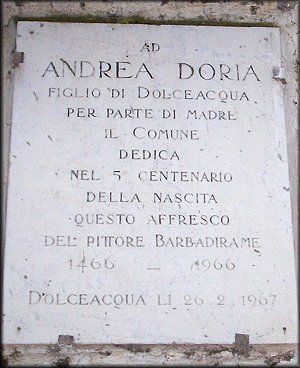 AD
ANDREA DORIA
FIGLIO DI DOLCEACQUA
PER PARTE DI MADRE
IL COMUNE
DEDICA
NEL 5° CENTENARIO
DELLA NASCITA
QUESTO AFFRESCO
DEL PITTORE BARBADIRAME
1466 - 1966
DOLCEACQUA LI 26.2.1967